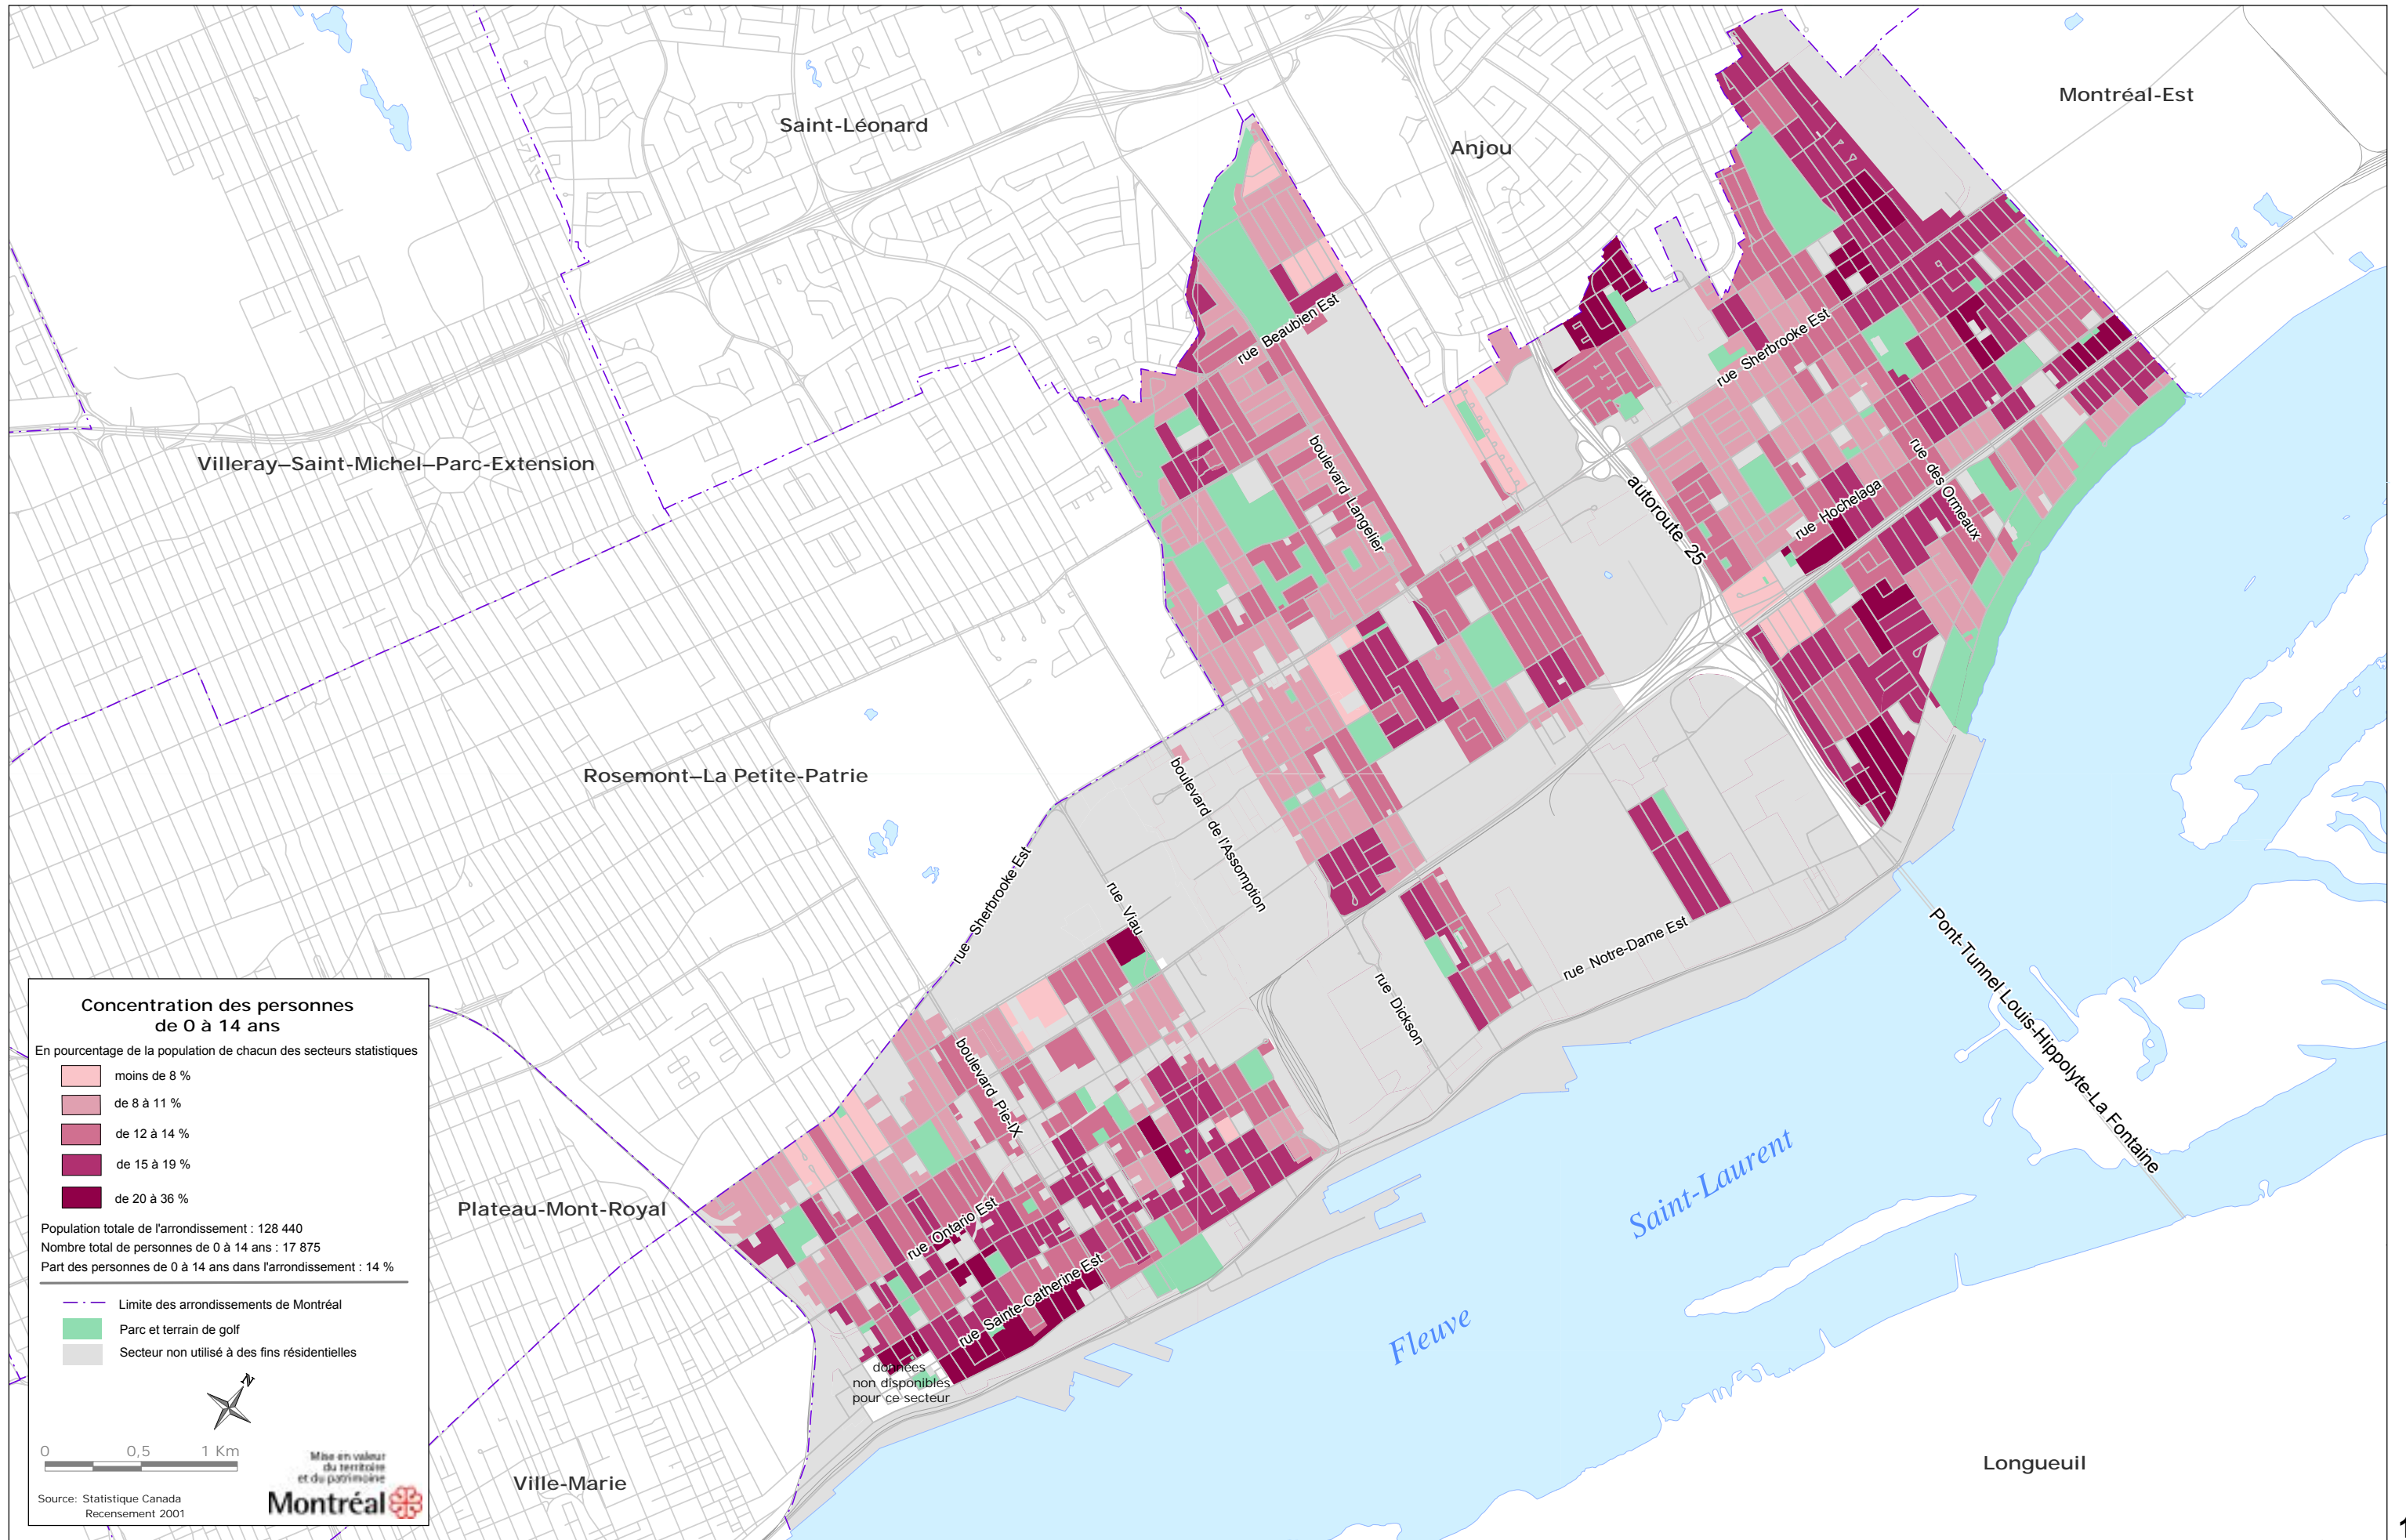 Montréal-Est
Saint-Léonard
Anjou
rue Beaubien Est
rue Sherbrooke Est
Villeray–Saint-Michel–Parc-Extension
boulevard Langelier
autoroute 25
rue Hochelaga
rue des Ormeaux
Rosemont–La Petite-Patrie
boulevard de l'Assomption
rue Sherbrooke Est
rue Viau
rue Dickson
rue Notre-Dame Est
Pont-Tunnel Louis-Hippolyte-La Fontaine
boulevard Pie-IX
Plateau-Mont-Royal
rue Ontario Est
rue Sainte-Catherine Est
données
non disponibles
pour ce secteur
Fleuve
Saint-Laurent
Ville-Marie
Longueuil
Concentration des personnes
de 0 à 14 ans
En pourcentage de la population de chacun des secteurs statistiques
moins de 8 %
de 8 à 11 %
de 12 à 14 %
de 15 à 19 %
de 20 à 36 %
Population totale de l'arrondissement : 128 440
Nombre total de personnes de 0 à 14 ans : 17 875
Part des personnes de 0 à 14 ans dans l'arrondissement : 14 %
Limite des arrondissements de Montréal
Parc et terrain de golf
Secteur non utilisé à des fins résidentielles
N
0 0,5 1 Km
Mise en valeur
du territoire
et du patrimoine
Montréal
Source: Statistique Canada
Recensement 2001